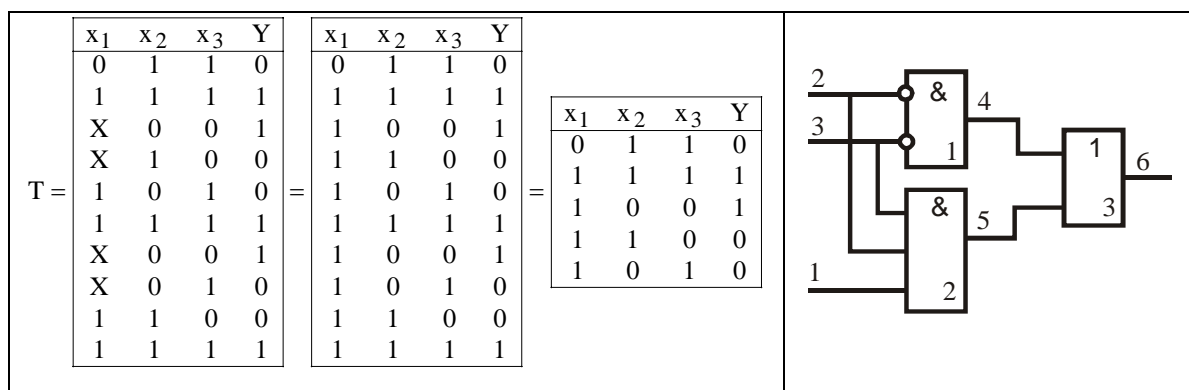 x1 x2 x3 Y
0 1 1 0
1 1 1 1
X 0 0 1
X 1 0 0
1 0 1 0
1 1 1 1
X 0 0 1
X 0 1 0
1 1 0 0
1 1 1 1
T =
=
x1 x2 x3 Y
0 1 1 0
1 1 1 1
1 0 0 1
1 1 0 0
1 0 1 0
1 1 1 1
1 0 0 1
1 0 1 0
1 1 0 0
1 1 1 1
=
x1 x2 x3 Y
0 1 1 0
1 1 1 1
1 0 0 1
1 1 0 0
1 0 1 0
2
&
4
3
1
1
6
3
&
5
1
2